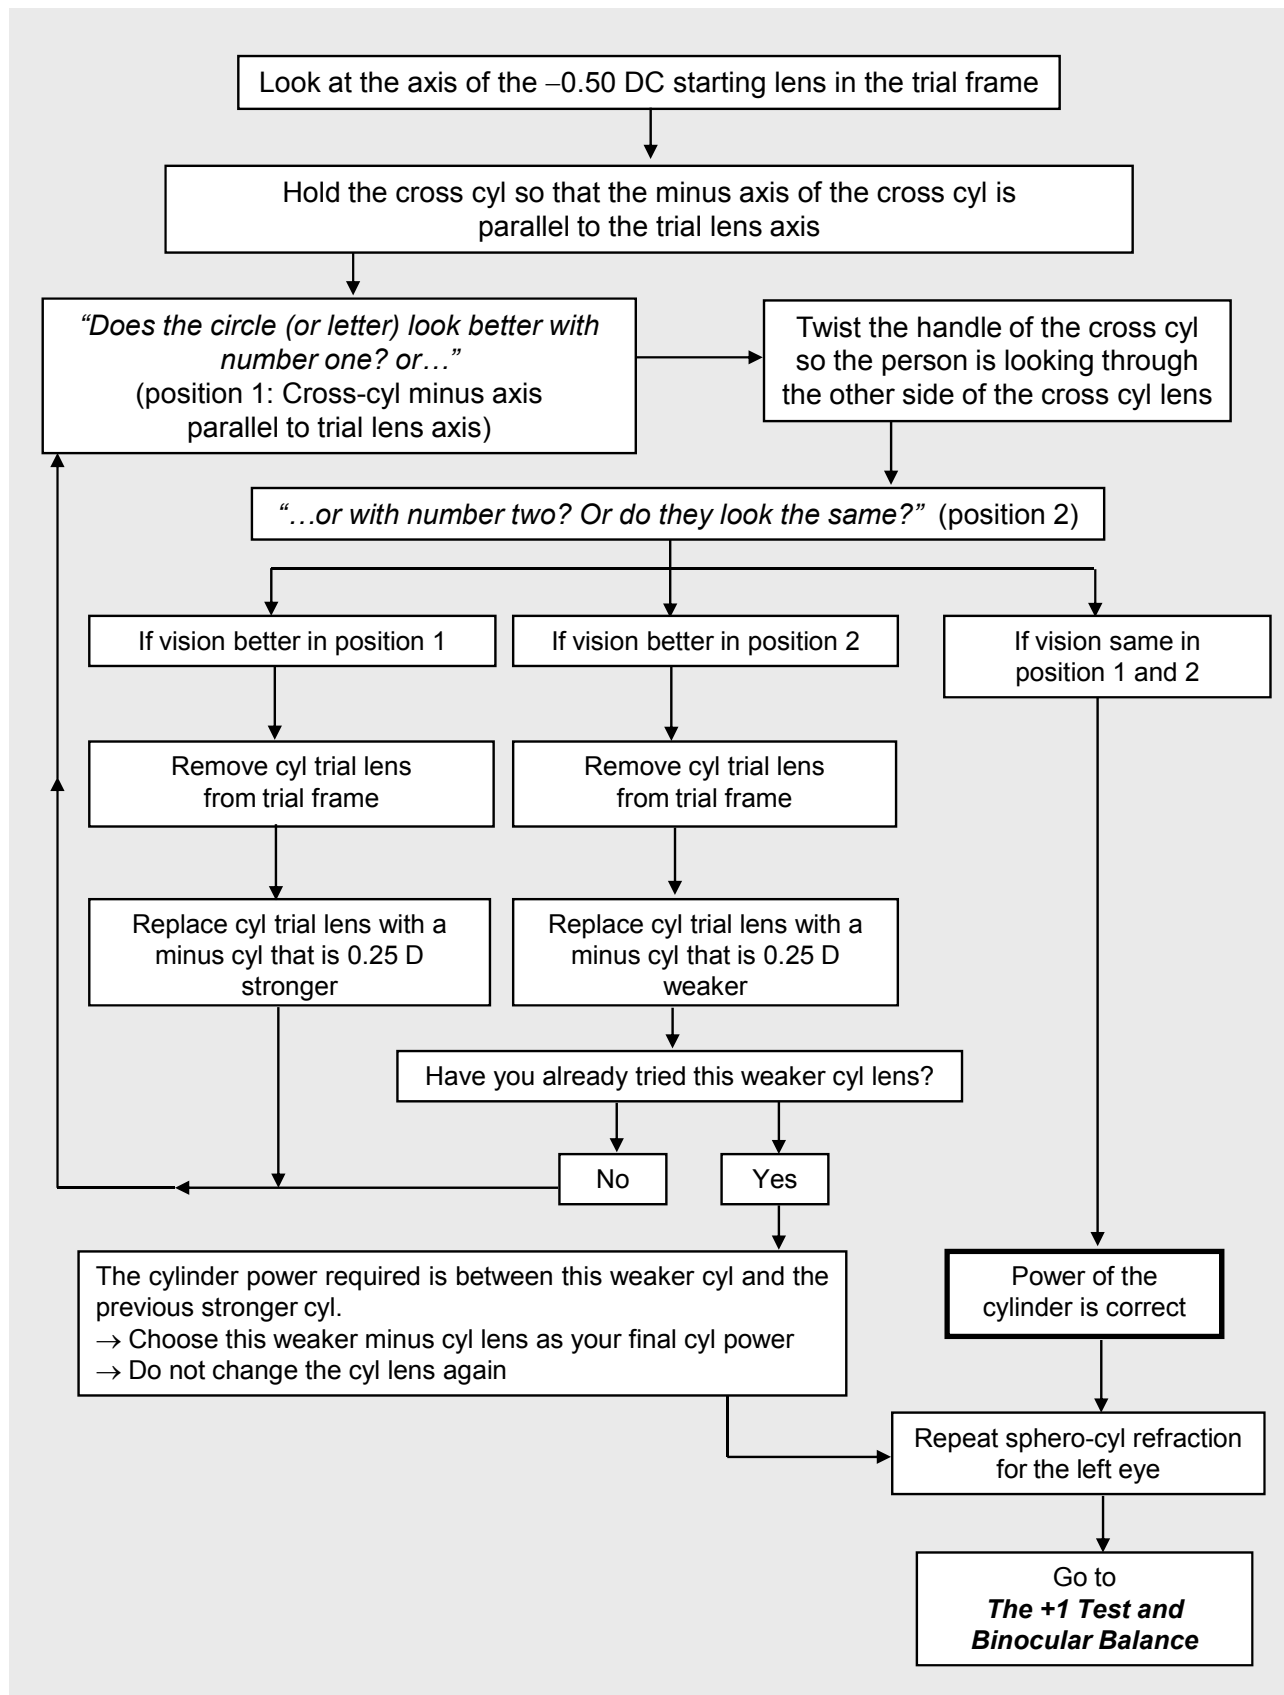 Look at the axis of the −0.50 DC starting lens in the trial frame
Hold the cross cyl so that the minus axis of the cross cyl is
parallel to the trial lens axis
“Does the circle (or letter) look better with
number one? or…”
(position 1: Cross-cyl minus axis
parallel to trial lens axis)
Twist the handle of the cross cyl
so the person is looking through
the other side of the cross cyl lens
“…or with number two? Or do they look the same?” (position 2)
If vision better in position 1
If vision better in position 2
If vision same in
position 1 and 2
Remove cyl trial lens
from trial frame
Remove cyl trial lens
from trial frame
Replace cyl trial lens with a
minus cyl that is 0.25 D
stronger
Replace cyl trial lens with a
minus cyl that is 0.25 D
weaker
Have you already tried this weaker cyl lens?
No
Yes
The cylinder power required is between this weaker cyl and the
previous stronger cyl.
→ Choose this weaker minus cyl lens as your final cyl power
→ Do not change the cyl lens again
Power of the
cylinder is correct
Repeat sphero-cyl refraction
for the left eye
Go to
The +1 Test and
Binocular Balance